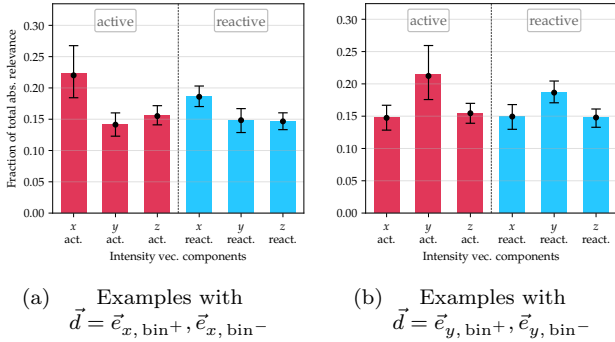 active reactive
0.30
0.25
0.20
0.15
0.10
0.05
0.00
Fraction of total abs. relevance
x y z x y z
act. act. act. react. react. react.
Intensity vec. components
(a) Examples with
d⃗ = e⃗x, bin+, e⃗x, bin−
active reactive
0.30
0.25
0.20
0.15
0.10
0.05
0.00
x y z x y z
act. act. act. react. react. react.
Intensity vec. components
(b) Examples with
d⃗ = e⃗y, bin+, e⃗y, bin−